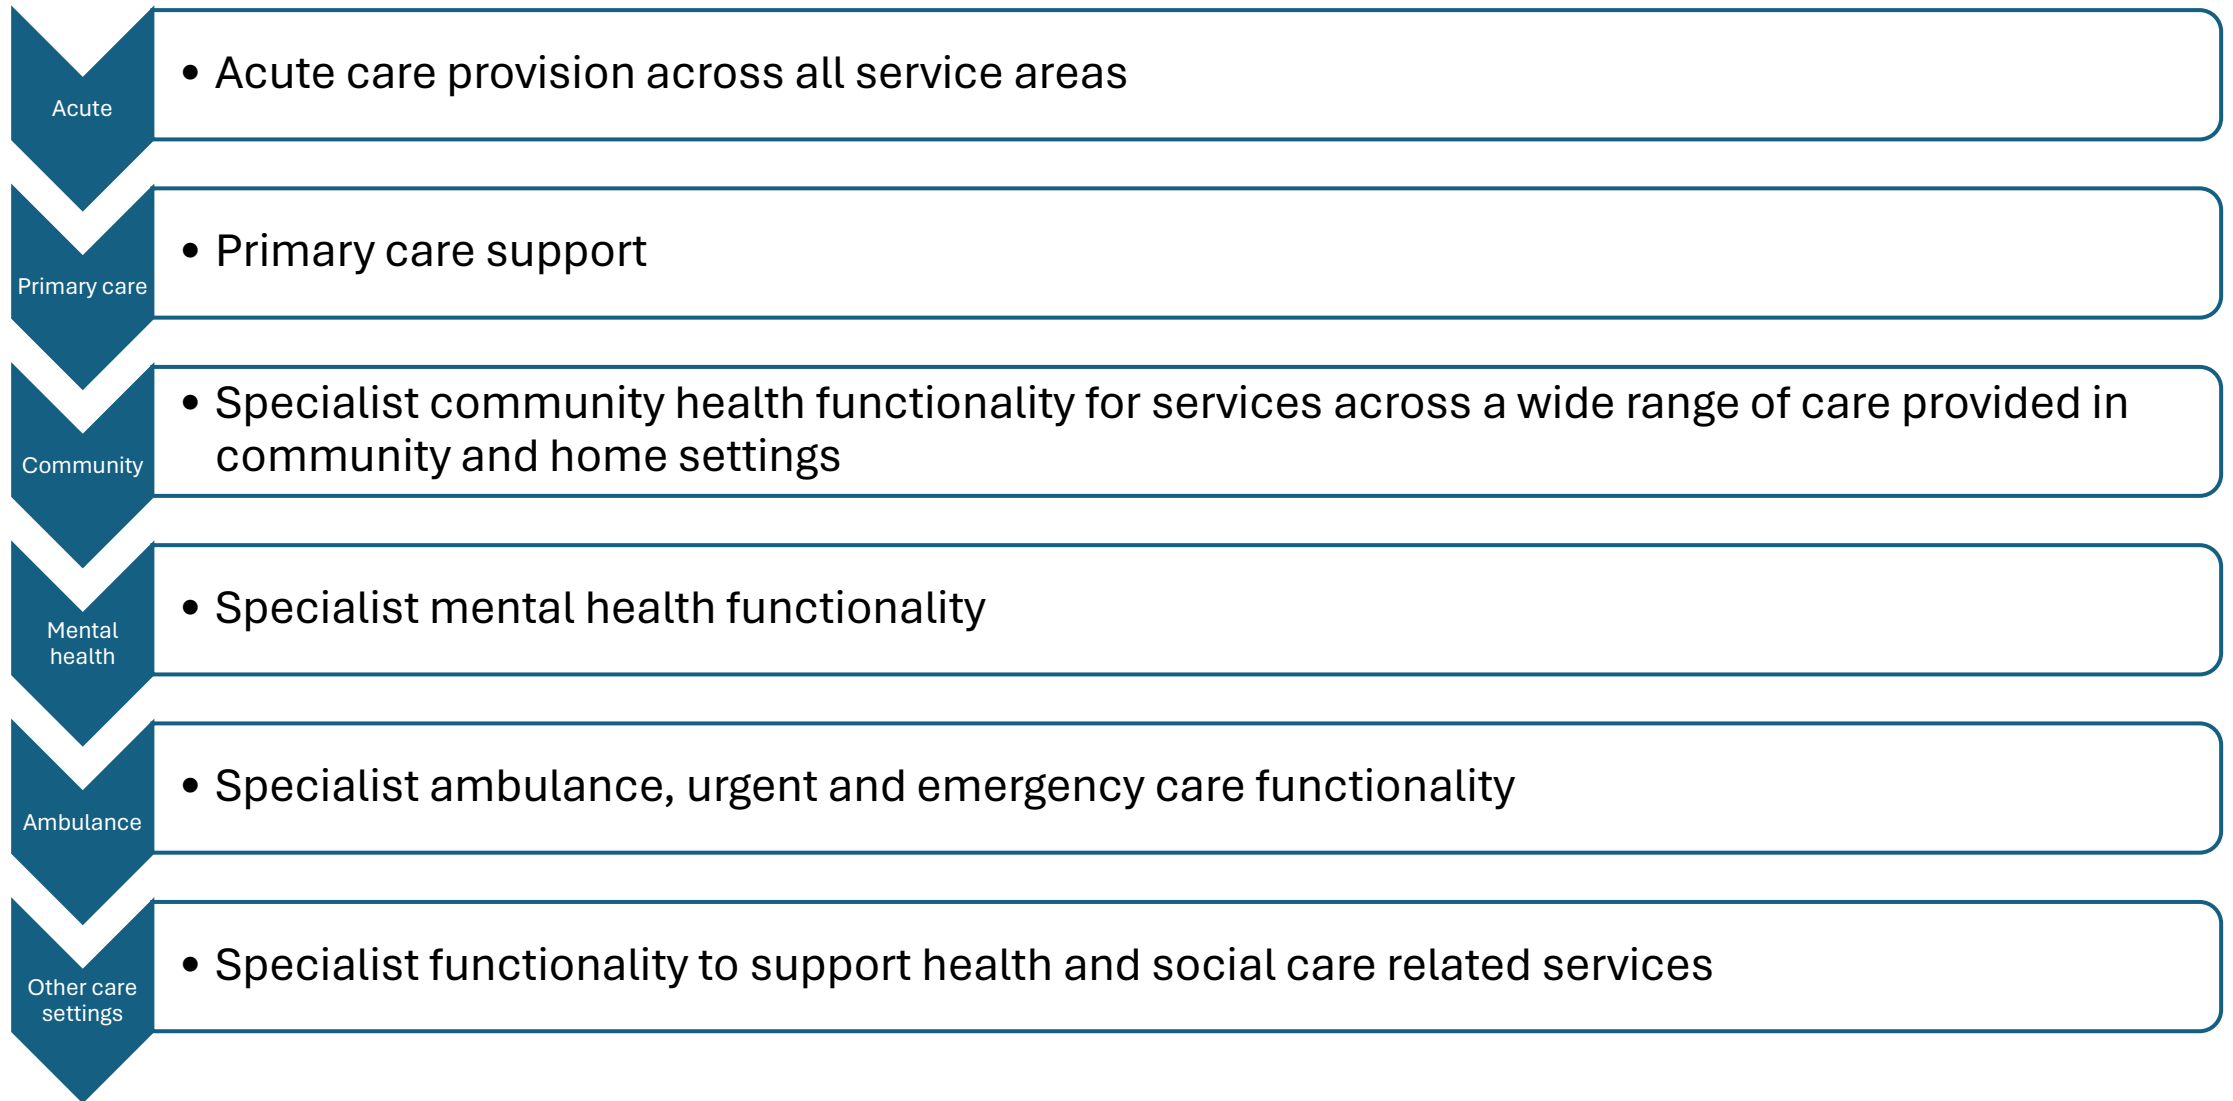 Acute
• Acute care provision across all service areas
Primary care
• Primary care support
Community
• Specialist community health functionality for services across a wide range of care provided in
community and home settings
Mental
health
• Specialist mental health functionality
Ambulance
• Specialist ambulance, urgent and emergency care functionality
Other care
settings
• Specialist functionality to support health and social care related services